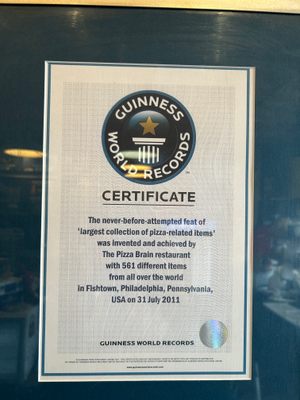 GUINNESS
WORLD RECORDS
TM
CERTIFICATE
The never-before-attempted feat of
'largest collection of pizza-related items'
was invented and achieved by
The Pizza Brain restaurant
with 561 different items
from all over the world
in Fishtown, Philadelphia, Pennsylvania,
USA on 31 July 2011
GUINNESS WORLD RECORDS